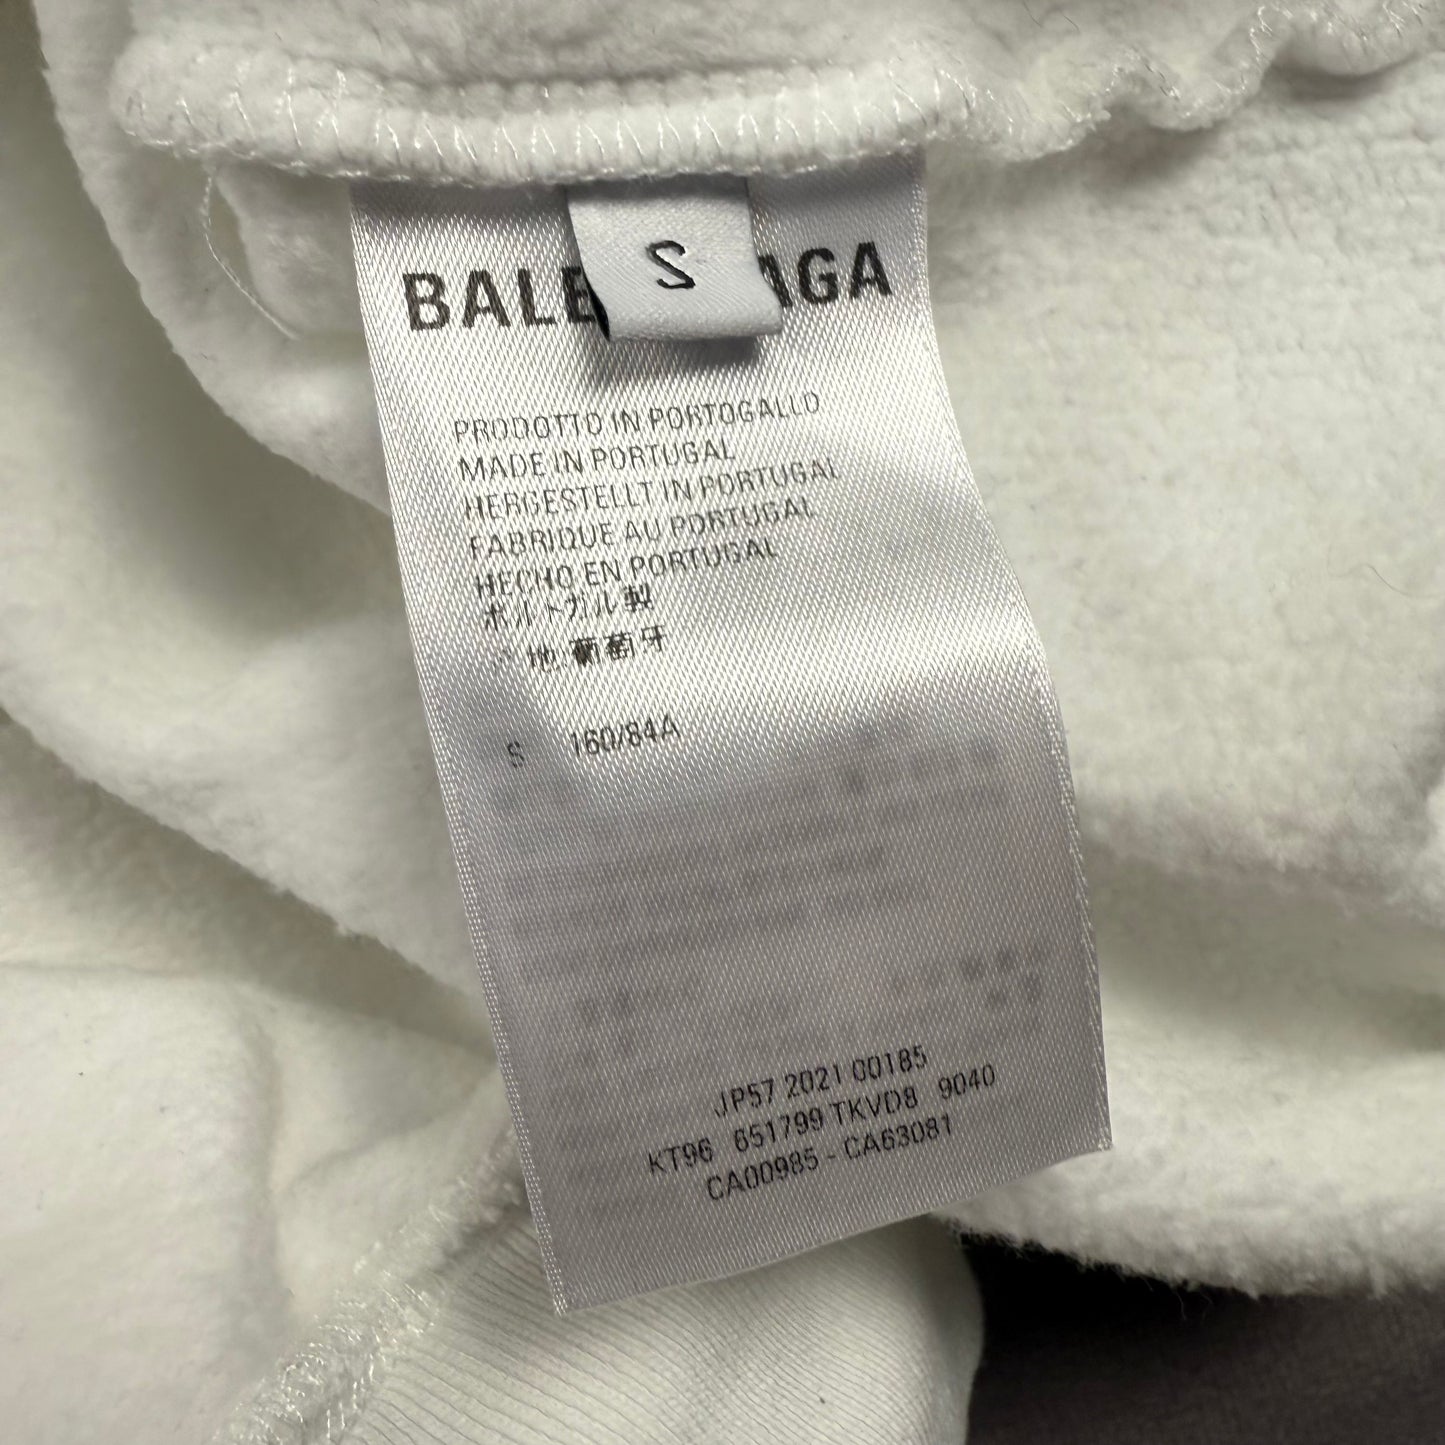 S
BALE AGA
PRODOTTO IN PORTOGALLO
MADE IN PORTUGAL
HERGESTELLT IN PORTUGAL
FABRIQUE AU PORTUGAL
HECHO EN PORTUGAL
ポルトガル製
地:葡萄牙
S 160/84A
JP57 2021 00185
KT96 651799 TKVD8 9040
CA00985 - CA63081